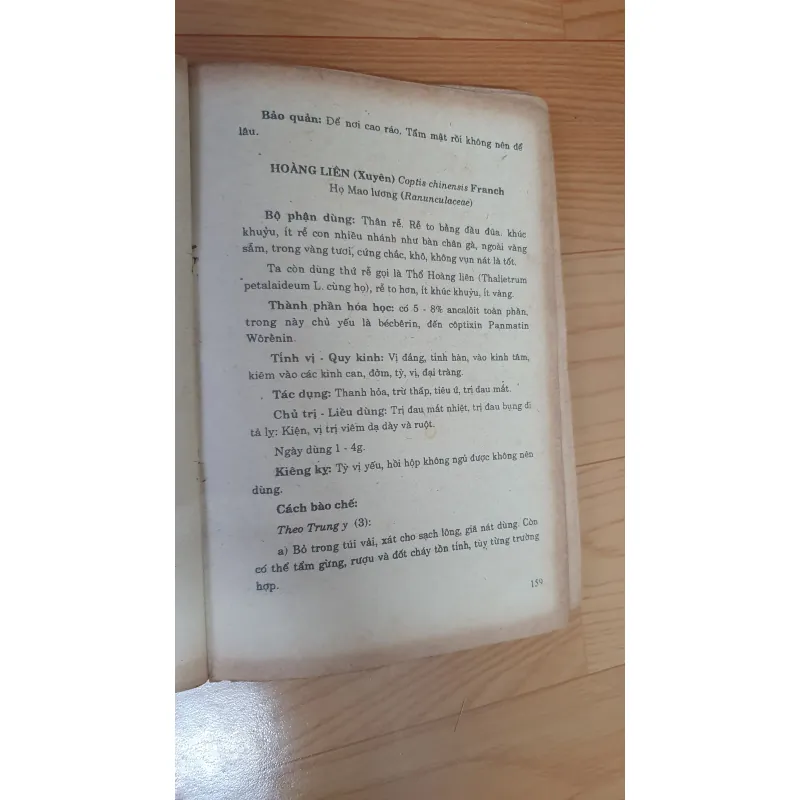 Bảo quản: Để nơi cao ráo. Tẩm mật rồi không nên để
lâu.
HOÀNG LIÊN (Xuyên) Coptis chinensis Franch
Họ Mao lương (Ranunculaceae)
Bộ phận dùng: Thân rễ. Rễ to bằng đầu đũa. khúc
khuỷu, ít rễ con nhiều nhánh như bàn chân gà, ngoài vàng
sẫm, trong vàng tươi, cứng chắc, khô, không vụn nát là tốt.
Ta còn dùng thứ rễ gọi là Thổ Hoàng liên (Thalietrum
petalaideum L. cùng họ), rễ to hơn, ít khúc khuỷu, ít vàng.
Thành phần hóa học: có 5 - 8% ancalôit toàn phần,
trong này chủ yếu là bécbêrin, đến côptixin Panmatin
Wôrênin.
Tính vị - Quy kinh: Vị đắng, tính hàn, vào kinh tâm,
kiêm vào các kinh can, đởm, tỳ, vị, đại tràng.
Tác dụng: Thanh hỏa, trừ thấp, tiêu ứ, trị đau mắt.
Chủ trị - Liều dùng: Trị đau mắt nhiệt, trị đau bụng đi
tả lỵ: Kiện, vị trị viêm dạ dày và ruột.
Ngày dùng 1 - 4g.
Kiêng kỵ: Tỳ vị yếu, hồi hộp không ngủ được không nên
dùng.
Cách bào chế:
Theo Trung y (3):
a) Bỏ trong túi vải, xát cho sạch lông, giã nát dùng. Còn
có thể tẩm gừng, rượu và đốt cháy tồn tính, tùy từng trường
hợp.
159